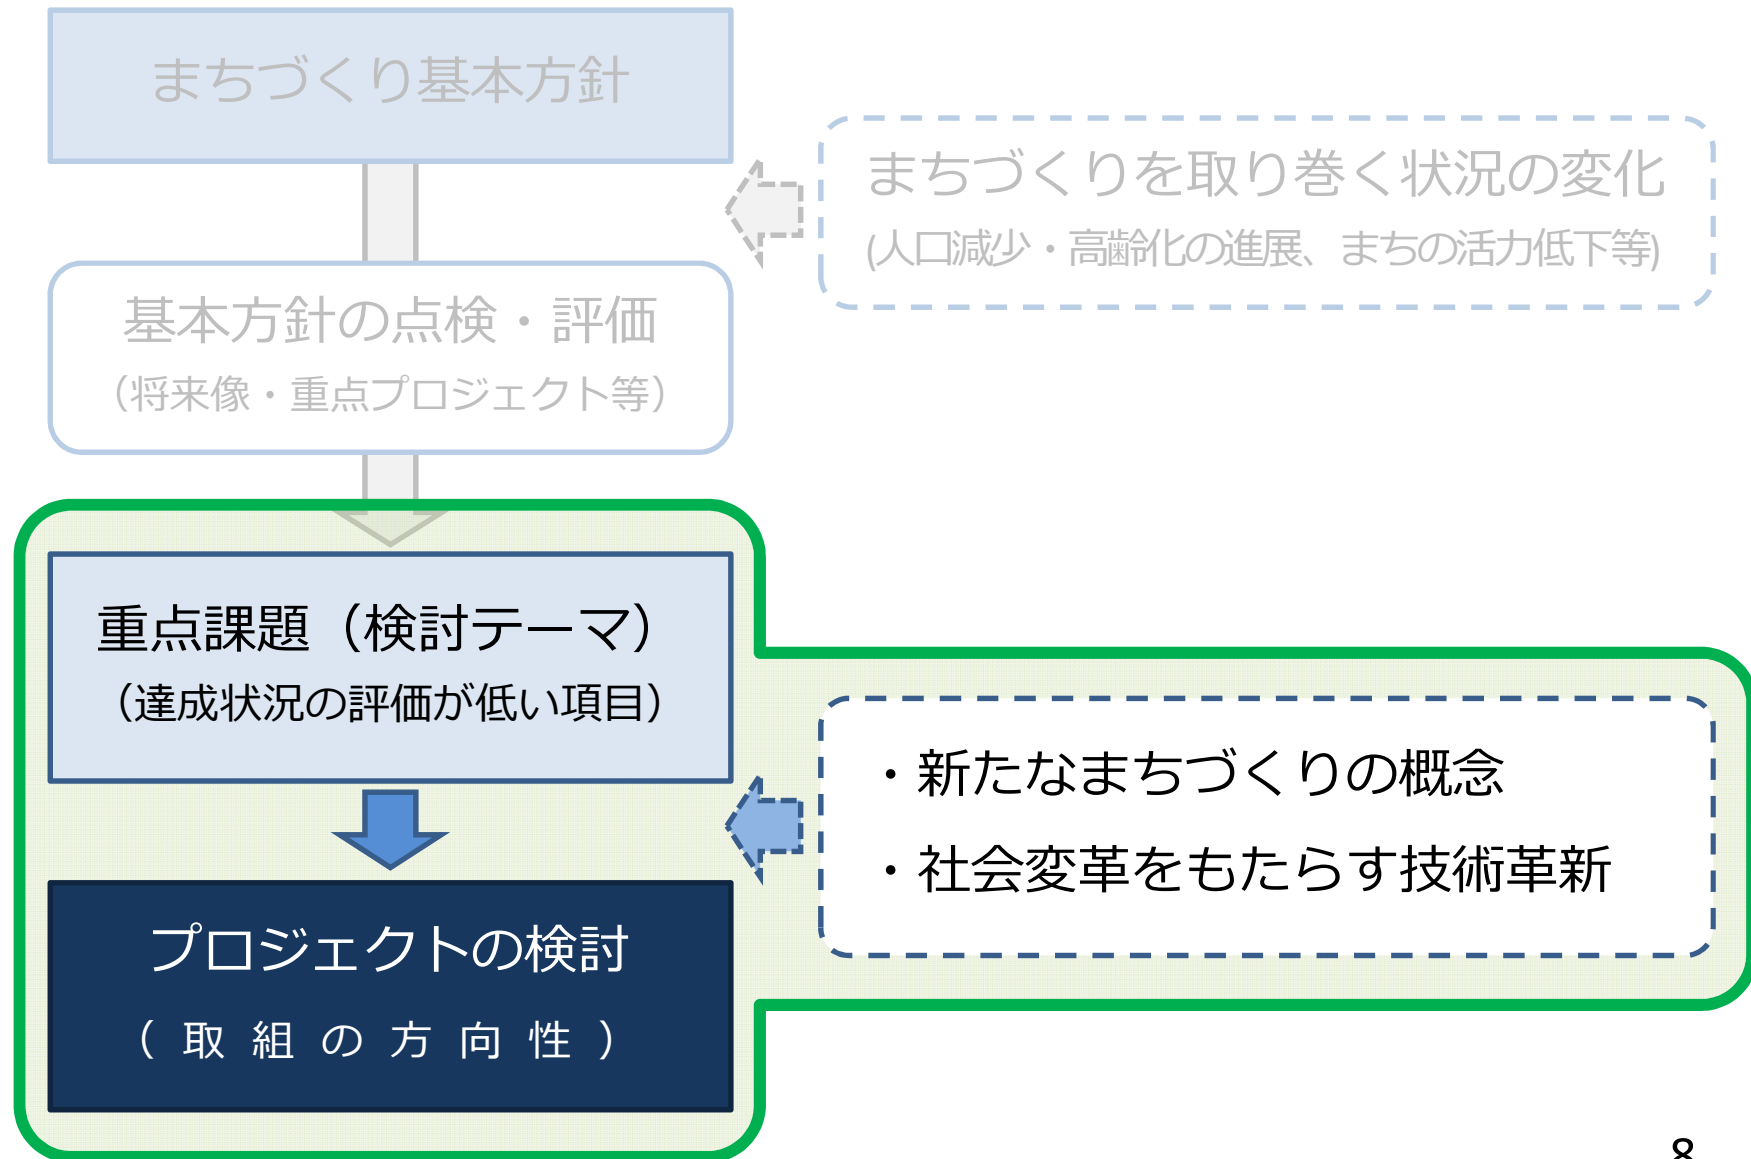 まちづくり基本方針
まちづくりを取り巻く状況の変化
(人口減少・高齢化の進展、まちの活力低下等)
基本方針の点検・評価
（将来像・重点プロジェクト等）
重点課題（検討テーマ）
（達成状況の評価が低い項目）
・新たなまちづくりの概念
・社会変革をもたらす技術革新
プロジェクトの検討
（取組の方向性）
8